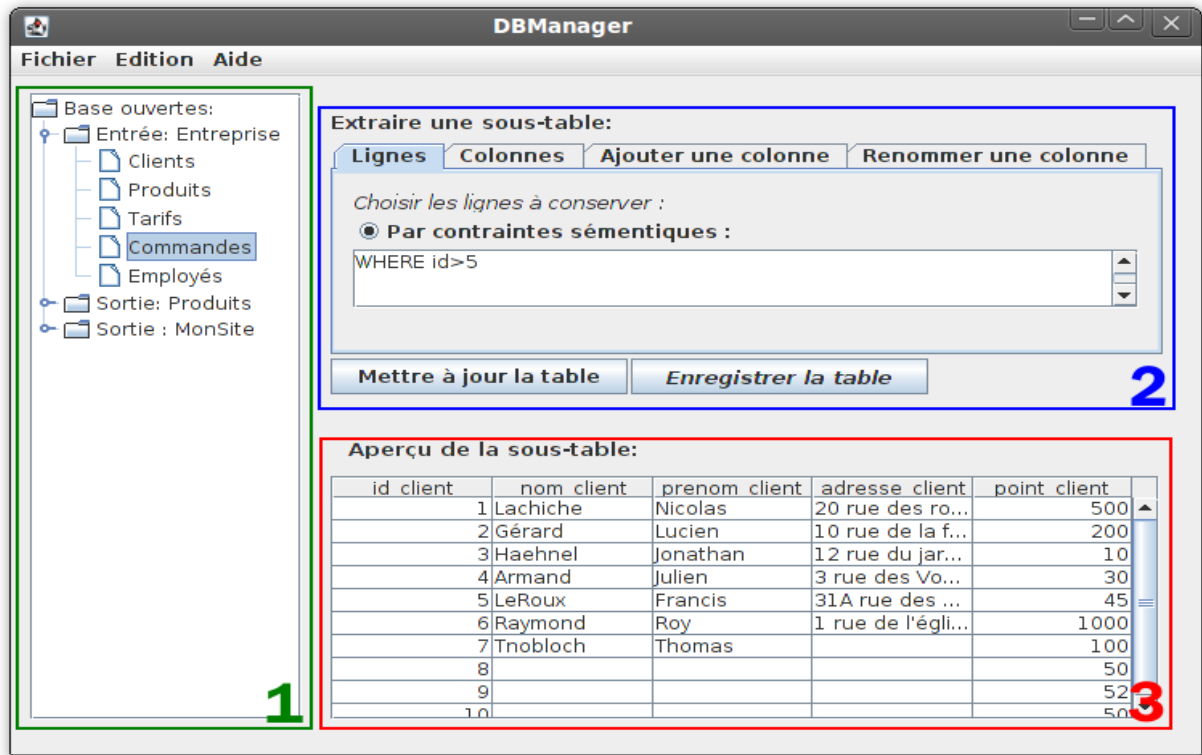 DBManager
Fichier Edition Aide
Base ouvertes:
Entrée: Entreprise
Clients
Produits
Tarifs
Commandes
Employés
Sortie: Produits
Sortie : MonSite
1
Extraire une sous-table:
Lignes Colonnes Ajouter une colonne Renommer une colonne
Choisir les lignes à conserver :
Par contraintes sémentiques :
WHERE id>5
Mettre à jour la table Enregistrer la table
2
Aperçu de la sous-table:
id_client nom_client prenom_client adresse_client point_client
1 Lachiche Nicolas 20 rue des ro... 500
2 Gérard Lucien 10 rue de la f... 200
3 Haehnel Jonathan 12 rue du jar... 10
4 Armand Julien 3 rue des Vo... 30
5 LeRoux Francis 31A rue des ... 45
6 Raymond Roy 1 rue de l'égli... 1000
7 Tnobloch Thomas 100
8 50
9 52
10 50
3